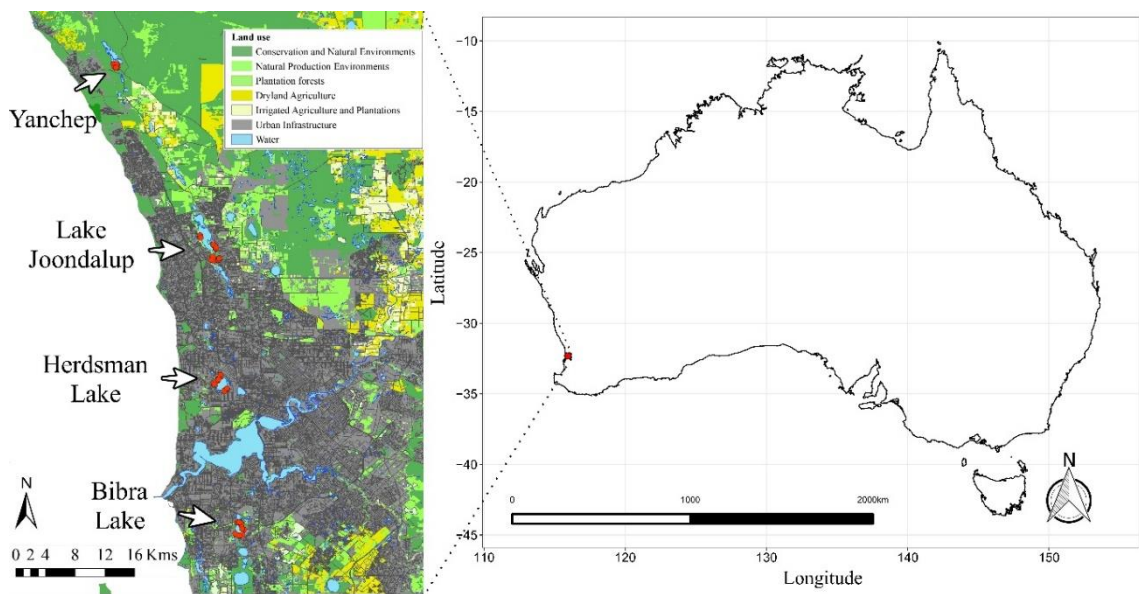 Land use
Conservation and Natural Environments
Natural Production Environments
Plantation forests
Dryland Agriculture
Irrigated Agriculture and Plantations
Urban Infrastructure
Water
Yanchep
Lake
Joondalup
Herdsman
Lake
Bibra
Lake
N
0 2 4 8 12 16 Kms
Latitude
−10
−15
−20
−25
−30
−35
−40
−45
110 120 130 140 150
Longitude
0 1000 2000km
N